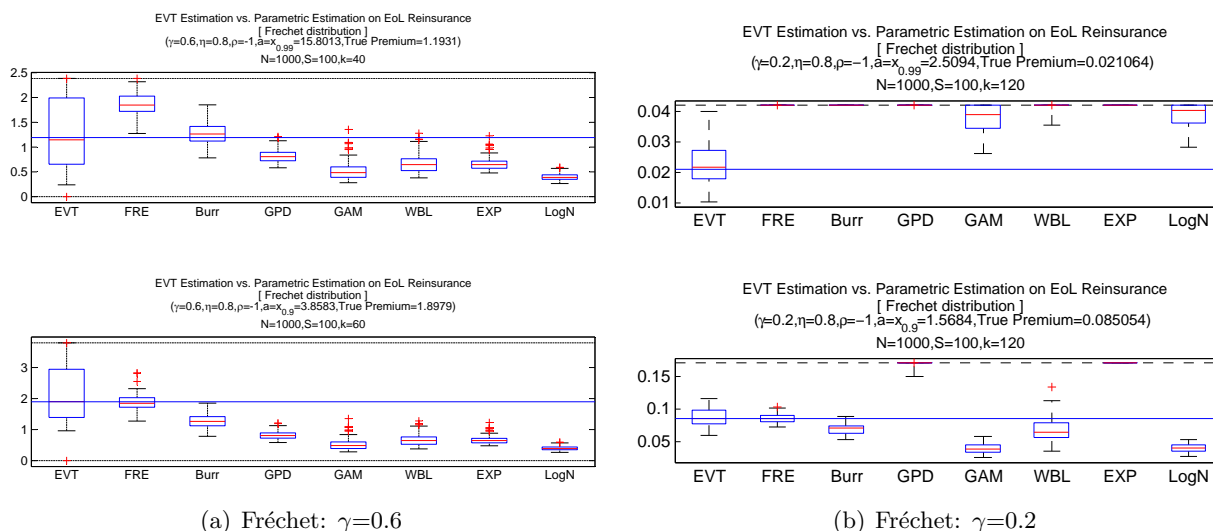 EVT Estimation vs. Parametric Estimation on EoL Reinsurance
[ Frechet distribution ]
(γ=0.6,η=0.8,ρ=-1,a=x0.99=15.8013,True Premium=1.1931)
N=1000,S=100,k=40
2.5
2
1.5
1
0.5
0
EVT FRE Burr GPD GAM WBL EXP LogN
EVT Estimation vs. Parametric Estimation on EoL Reinsurance
[ Frechet distribution ]
(γ=0.6,η=0.8,ρ=-1,a=x0.9=3.8583,True Premium=1.8979)
N=1000,S=100,k=60
3
2
1
0
EVT FRE Burr GPD GAM WBL EXP LogN
(a) Fréchet: γ=0.6
EVT Estimation vs. Parametric Estimation on EoL Reinsurance
[ Frechet distribution ]
(γ=0.2,η=0.8,ρ=−1,a=x0.99=2.5094,True Premium=0.021064)
N=1000,S=100,k=120
0.04
0.03
0.02
0.01
EVT FRE Burr GPD GAM WBL EXP LogN
EVT Estimation vs. Parametric Estimation on EoL Reinsurance
[ Frechet distribution ]
(γ=0.2,η=0.8,ρ=−1,a=x0.9=1.5684,True Premium=0.085054)
N=1000,S=100,k=120
0.15
0.1
0.05
EVT FRE Burr GPD GAM WBL EXP LogN
(b) Fréchet: γ=0.2